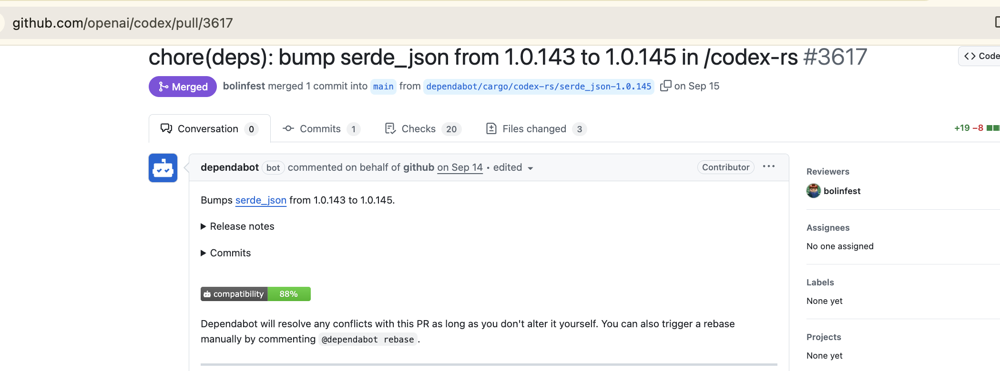 github.com/openai/codex/pull/3617
chore(deps): bump serde_json from 1.0.143 to 1.0.145 in /codex-rs #3617
<> Code
Merged bolinfest merged 1 commit into main from dependabot/cargo/codex-rs/serde_json-1.0.145 on Sep 15
Conversation 0 Commits 1 Checks 20 Files changed 3
+19 −8
dependabot bot commented on behalf of github on Sep 14 • edited
Contributor
Bumps serde_json from 1.0.143 to 1.0.145.
Release notes
Commits
compatibility 88%
Dependabot will resolve any conflicts with this PR as long as you don't alter it yourself. You can also trigger a rebase
manually by commenting @dependabot rebase.
Reviewers
bolinfest
Assignees
No one assigned
Labels
None yet
Projects
None yet